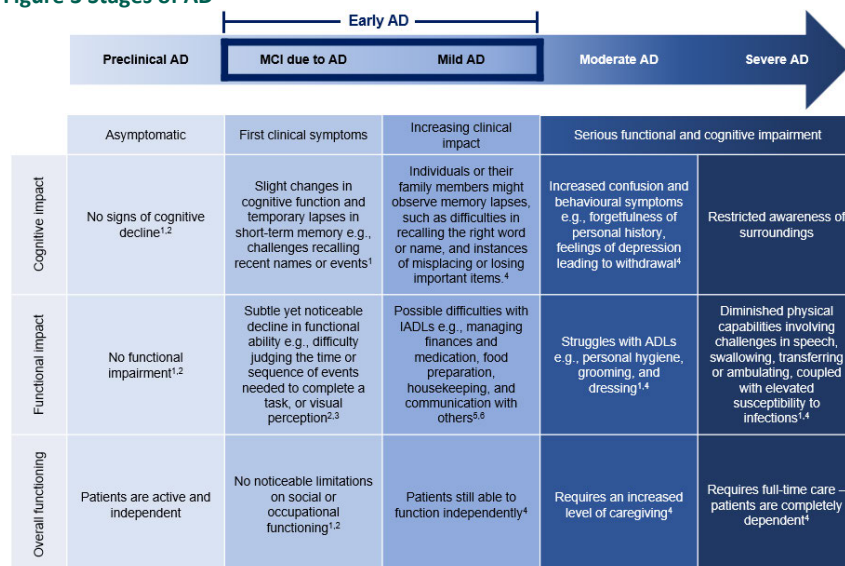 Figure 3 Stages of AD
Early AD
Preclinical AD
MCI due to AD
Mild AD
Moderate AD
Severe AD
Asymptomatic
First clinical symptoms
Increasing clinical
impact
Serious functional and cognitive impairment
Cognitive impact
No signs of cognitive
decline1,2
Slight changes in
cognitive function and
temporary lapses in
short-term memory e.g.,
challenges recalling
recent names or events1
Individuals or their
family members might
observe memory lapses,
such as difficulties in
recalling the right word
or name, and instances
of misplacing or losing
important items.4
Increased confusion and
behavioural symptoms
e.g., forgetfulness of
personal history,
feelings of depression
leading to withdrawal4
Restricted awareness of
surroundings
Functional impact
No functional
impairment1,2
Subtle yet noticeable
decline in functional
ability e.g., difficulty
judging the time or
sequence of events
needed to complete a
task, or visual
perception2,3
Possible difficulties with
IADLs e.g., managing
finances and
medication, food
preparation,
housekeeping, and
communication with
others5,6
Struggles with ADLs
e.g., personal hygiene,
grooming, and
dressing1,4
Diminished physical
capabilities involving
challenges in speech,
swallowing, transferring
or ambulating, coupled
with elevated
susceptibility to
infections1,4
Overall functioning
Patients are active and
independent
No noticeable limitations
on social or
occupational
functioning1,2
Patients still able to
function independently4
Requires an increased
level of caregiving4
Requires full-time care –
patients are completely
dependent4